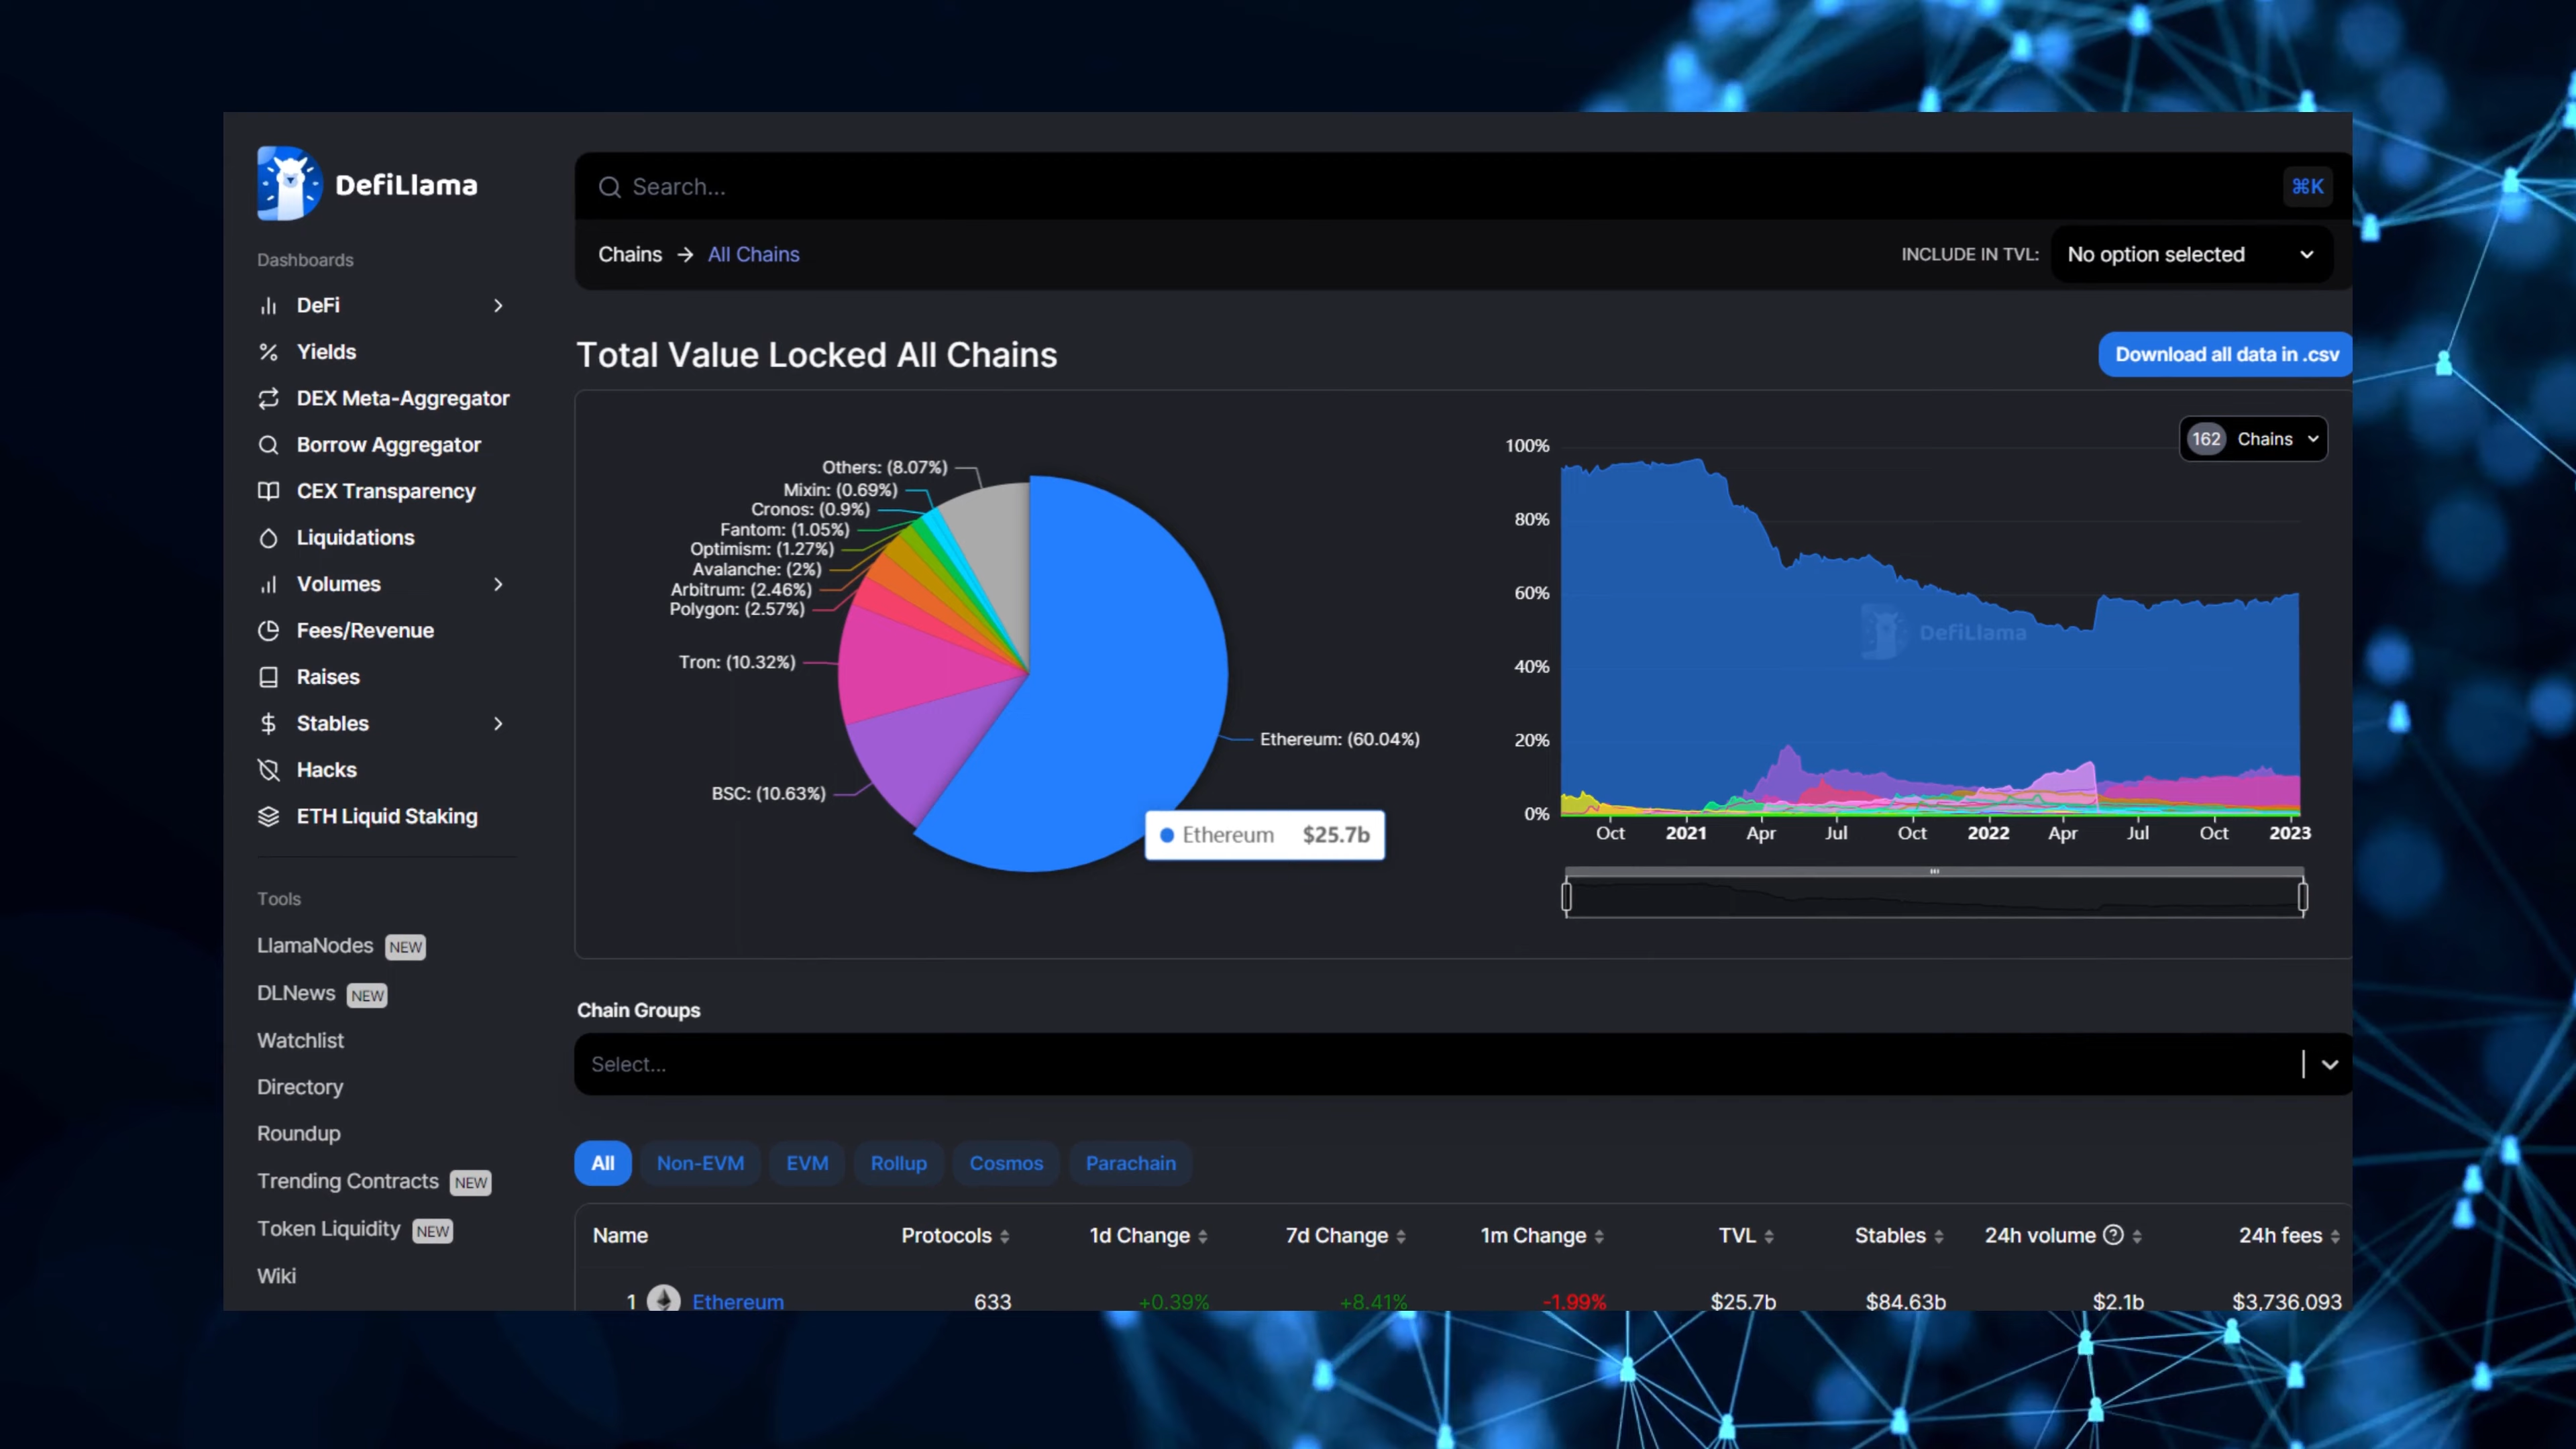 DefiLlama
Search...
⌘K
Chains → All Chains
INCLUDE IN TVL:
No option selected
Dashboards
DeFi
Yields
DEX Meta-Aggregator
Borrow Aggregator
CEX Transparency
Liquidations
Volumes
Fees/Revenue
Raises
Stables
Hacks
ETH Liquid Staking
Tools
LlamaNodes NEW
DLNews NEW
Watchlist
Directory
Roundup
Trending Contracts NEW
Token Liquidity NEW
Wiki
Total Value Locked All Chains
Download all data in .csv
Others: (8.07%)
Mixin: (0.69%)
Cronos: (0.9%)
Fantom: (1.05%)
Optimism: (1.27%)
Avalanche: (2%)
Arbitrum: (2.46%)
Polygon: (2.57%)
Tron: (10.32%)
BSC: (10.63%)
Ethereum: (60.04%)
Ethereum $25.7b
162 Chains
100%
80%
60%
40%
20%
0%
DefiLlama
Oct 2021 Apr Jul Oct 2022 Apr Jul Oct 2023
Chain Groups
Select...
All Non-EVM EVM Rollup Cosmos Parachain
Name Protocols 1d Change 7d Change 1m Change TVL Stables 24h volume ? 24h fees
1 Ethereum 633 +0.39% +8.41% -1.99% $25.7b $84.63b $2.1b $3,736,093